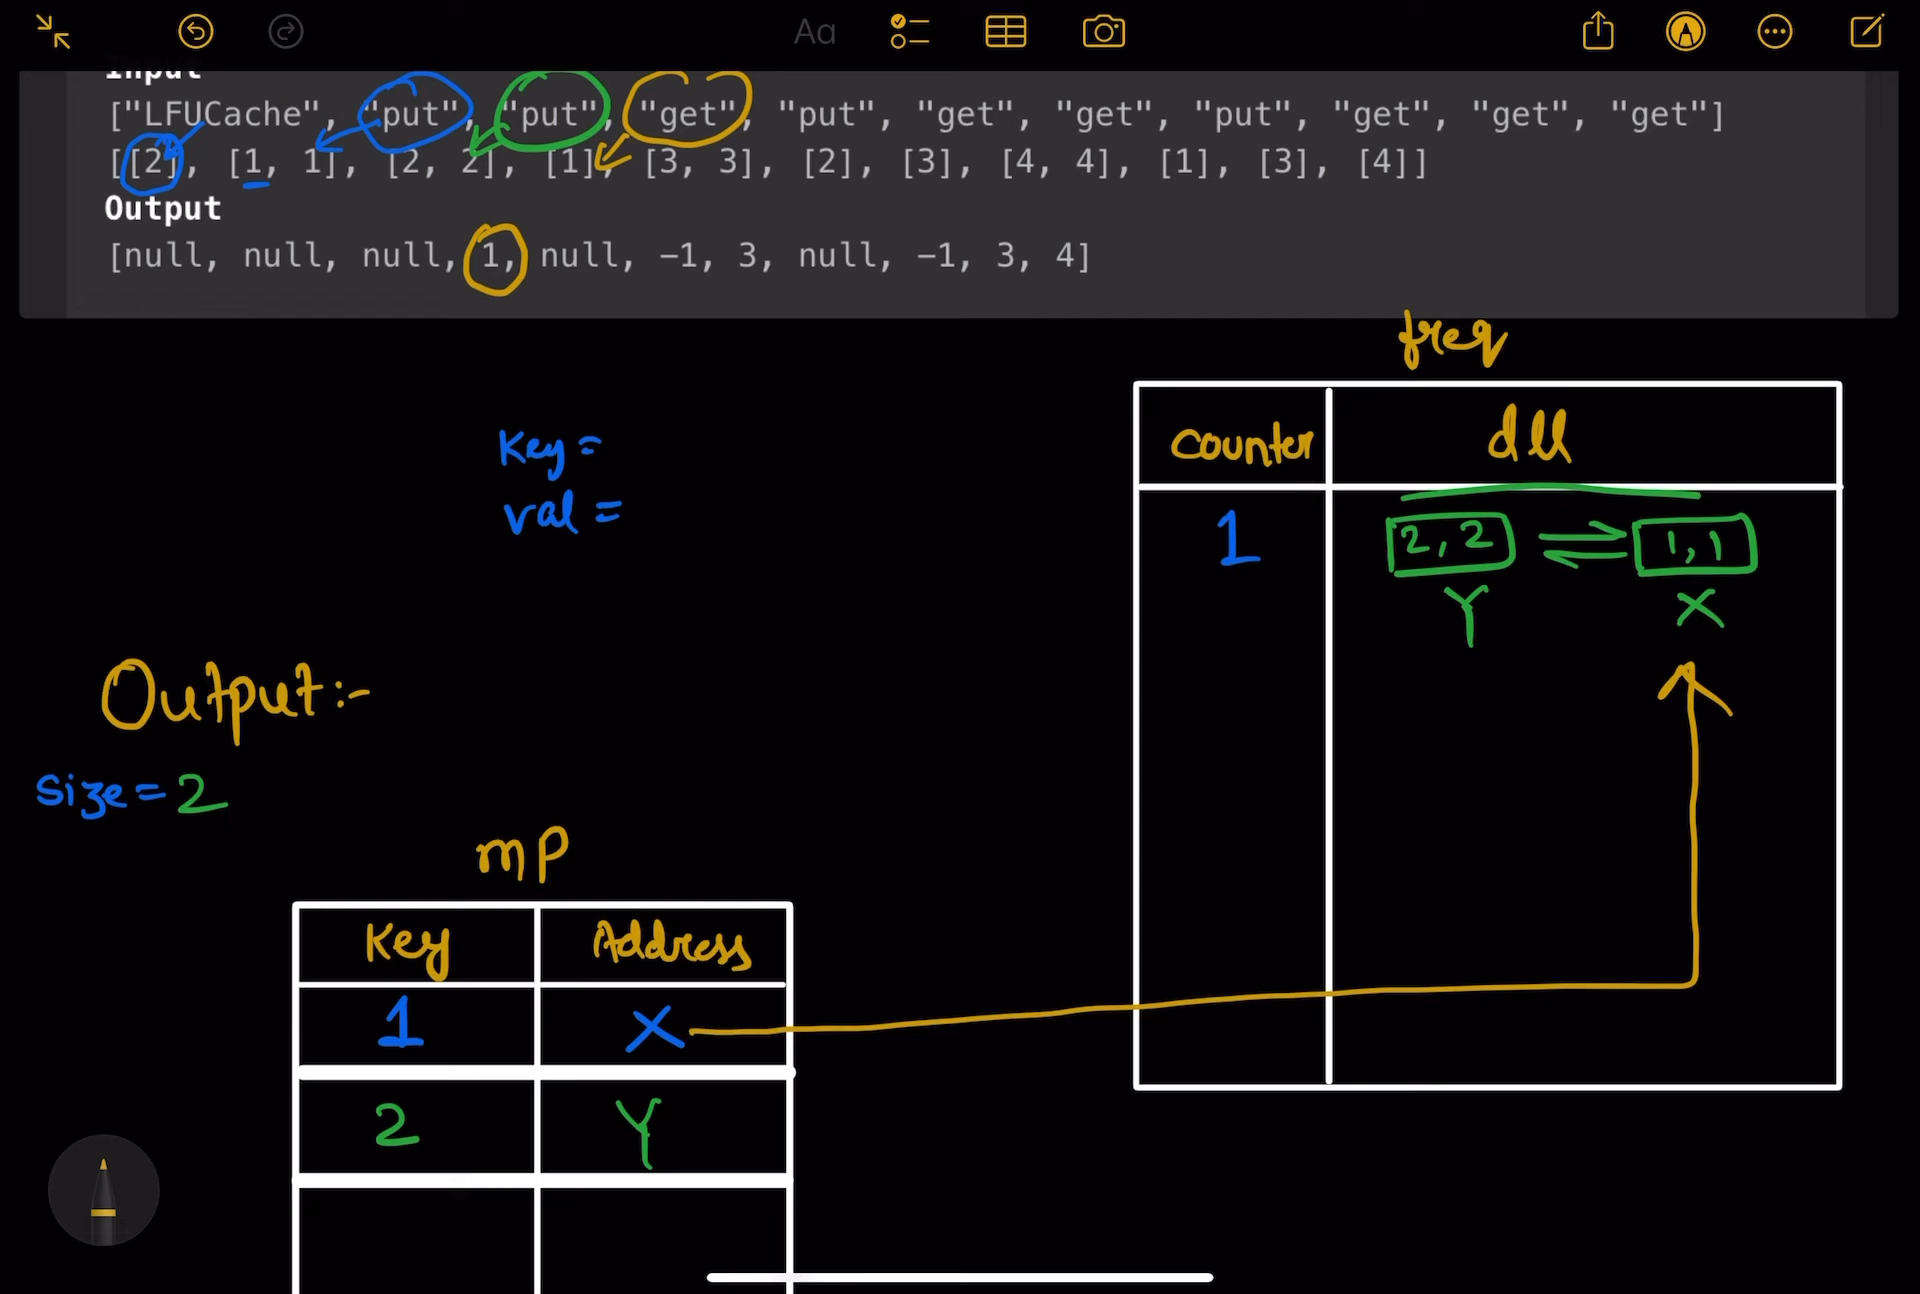 Aa
Input
["LFUCache", "put", "put", "get", "put", "get", "get", "put", "get", "get", "get"]
[[2], [1, 1], [2, 2], [1], [3, 3], [2], [3], [4, 4], [1], [3], [4]]
Output
[null, null, null, 1, null, -1, 3, null, -1, 3, 4]
freq
counter dll
Key =
val =
1 2, 2 1, 1
Y X
Output:-
Size = 2
mp
Key Address
1 X
2 Y